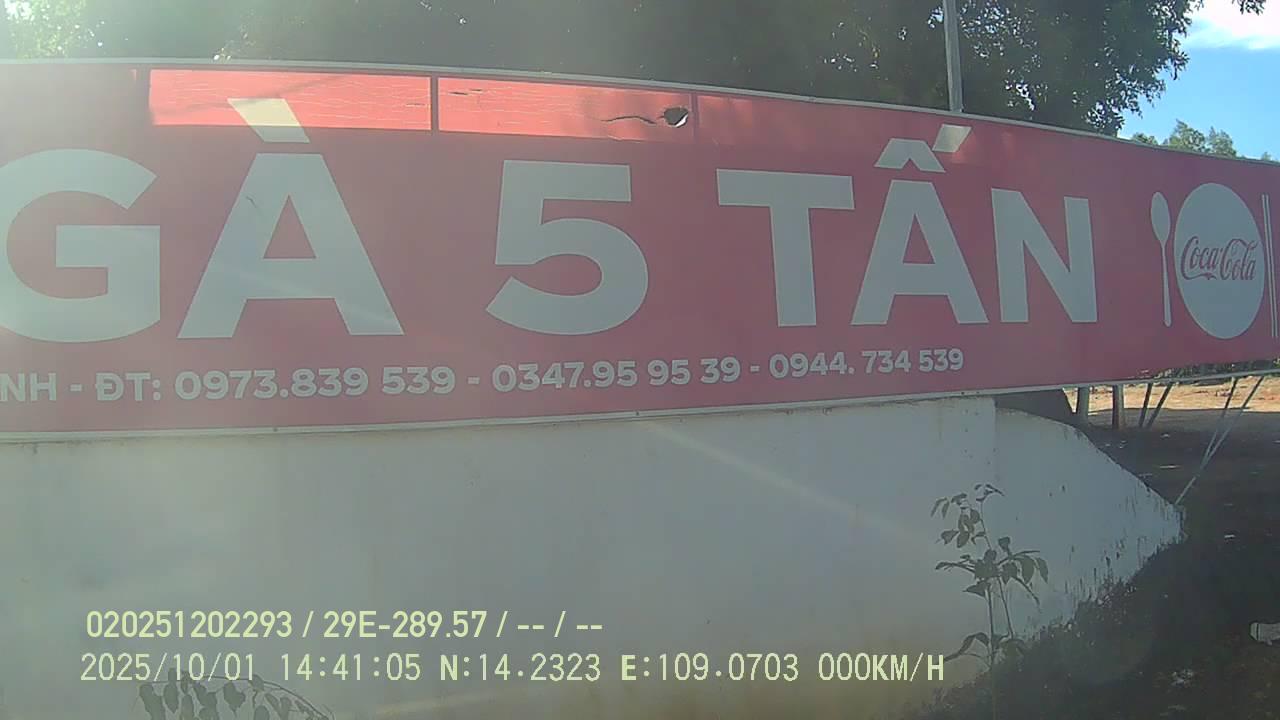 GÀ 5 TẤN
Coca-Cola
NH - ĐT: 0973.839 539 - 0347.95 95 39 - 0944. 734 539
020251202293 / 29E-289.57 / -- / --
2025/10/01 14:41:05 N:14.2323 E:109.0703 000KM/H